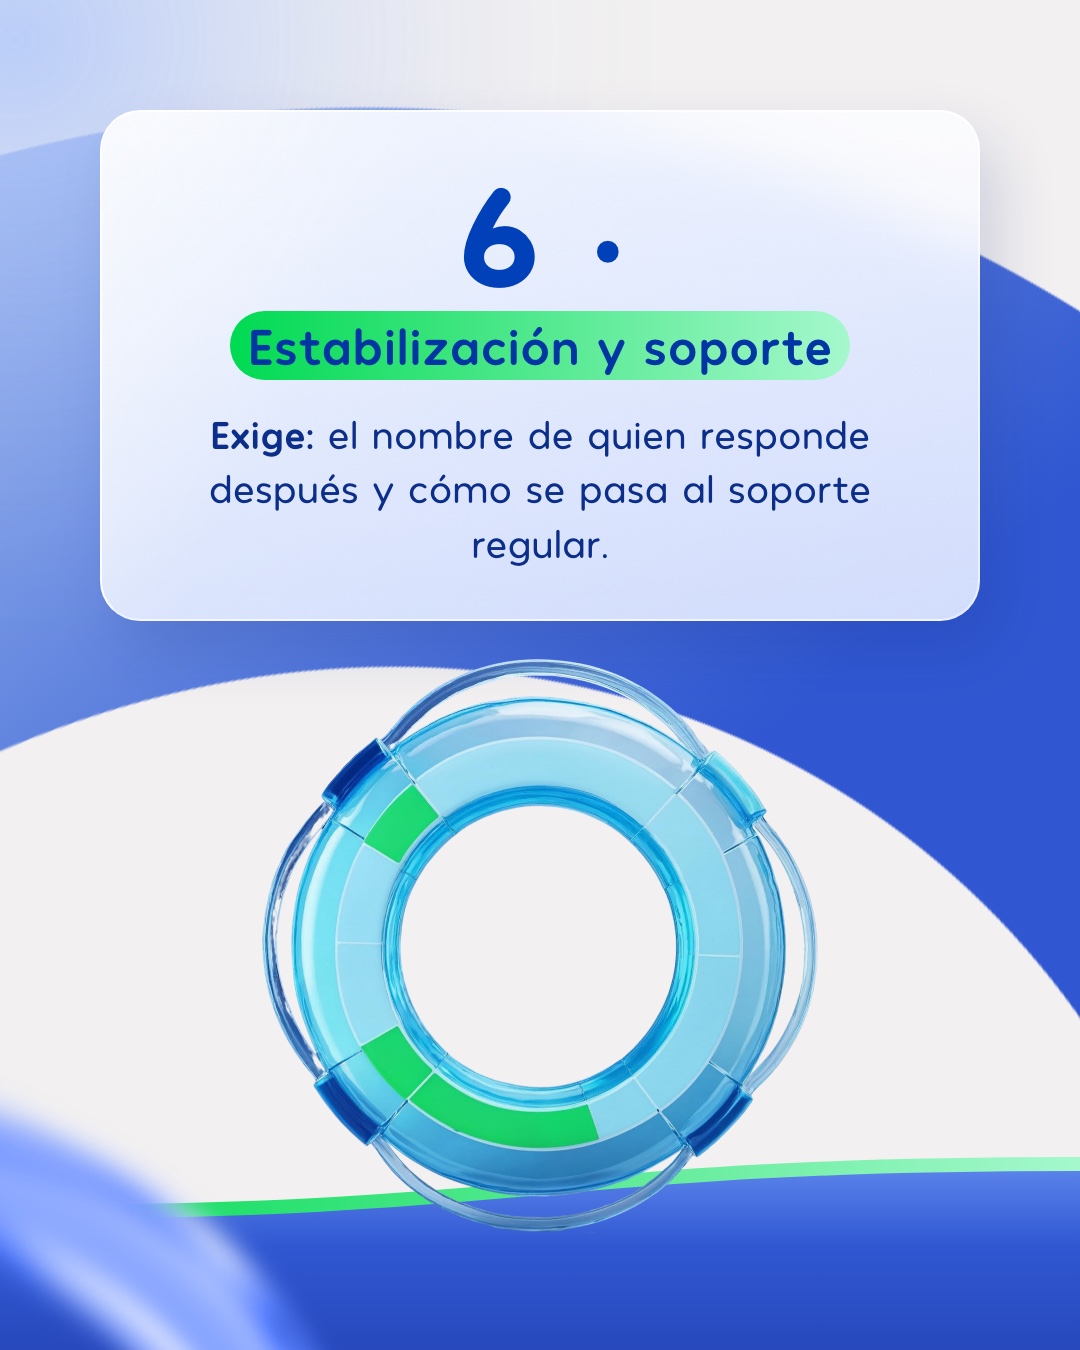 6 ·
Estabilización y soporte
Exige: el nombre de quien responde
después y cómo se pasa al soporte
regular.